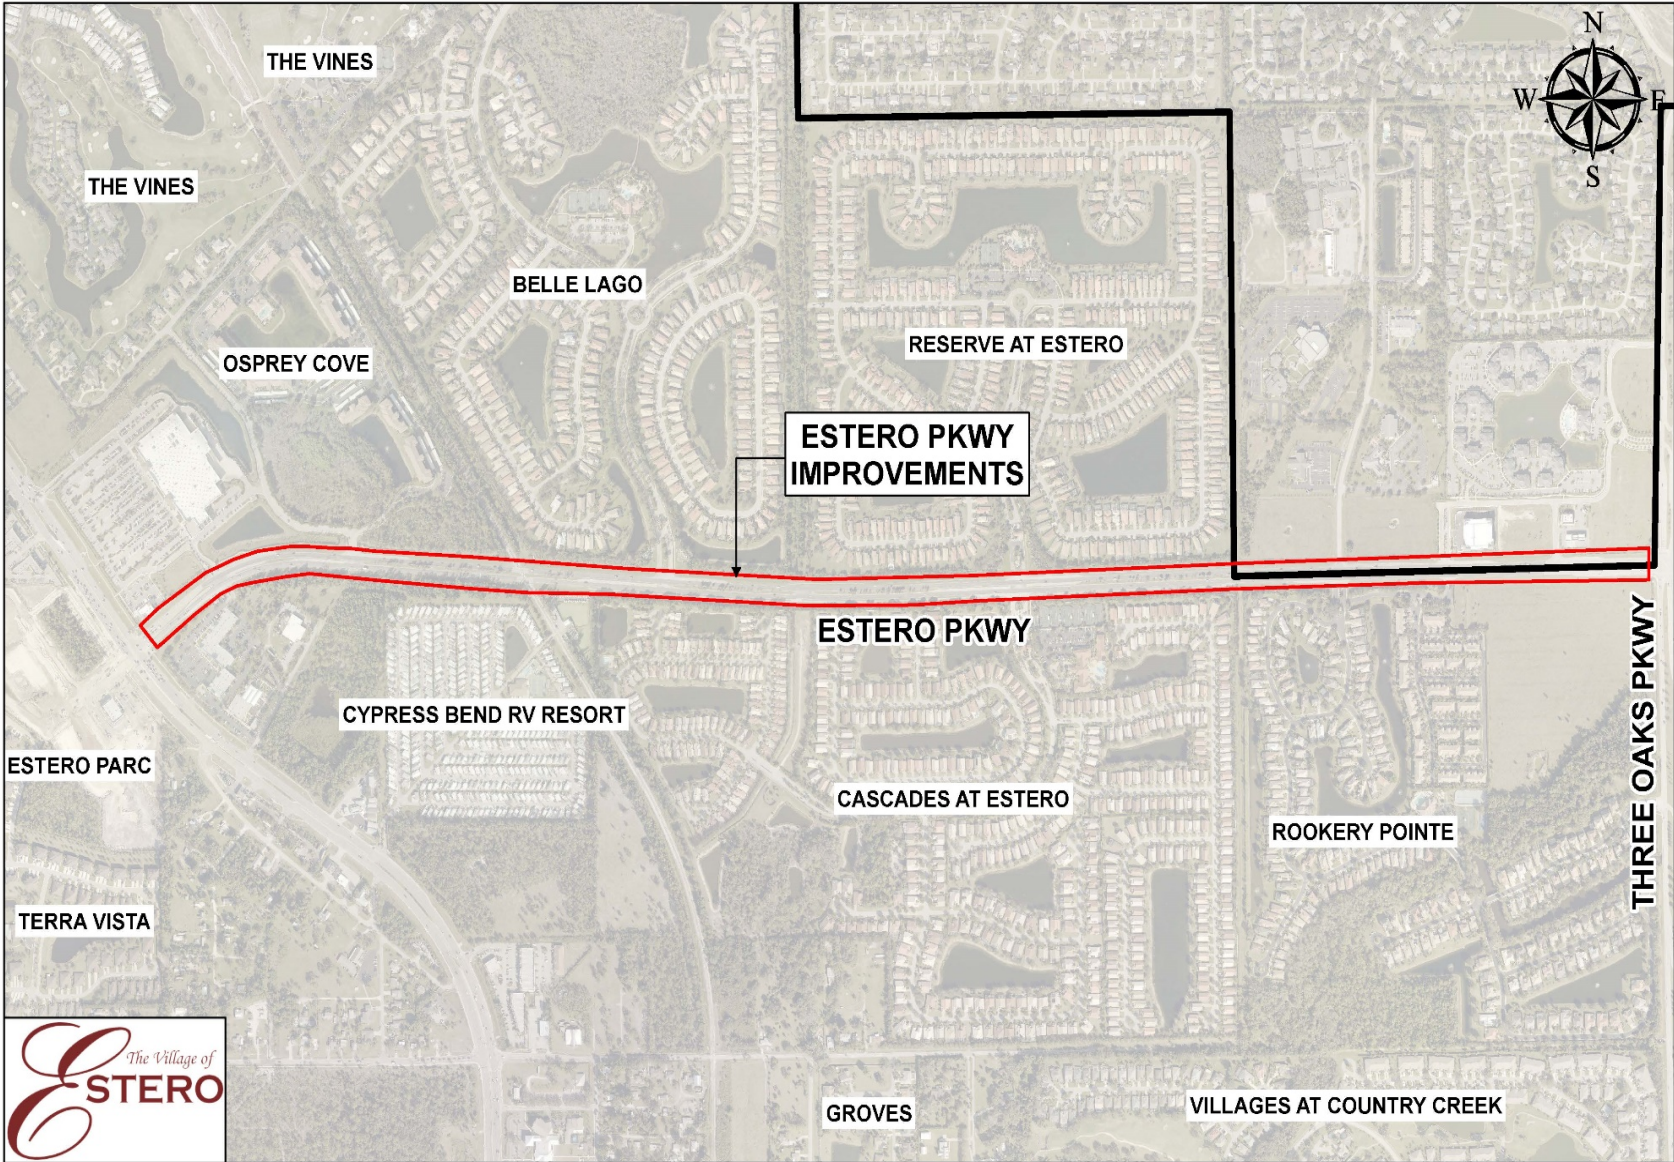 THE VINES
N
W
E
S
THE VINES
BELLE LAGO
RESERVE AT ESTERO
OSPREY COVE
ESTERO PKWY
IMPROVEMENTS
ESTERO PKWY
THREE OAKS PKWY
CYPRESS BEND RV RESORT
ESTERO PARC
CASCADES AT ESTERO
ROOKERY POINTE
TERRA VISTA
The Village of
ESTERO
GROVES
VILLAGES AT COUNTRY CREEK